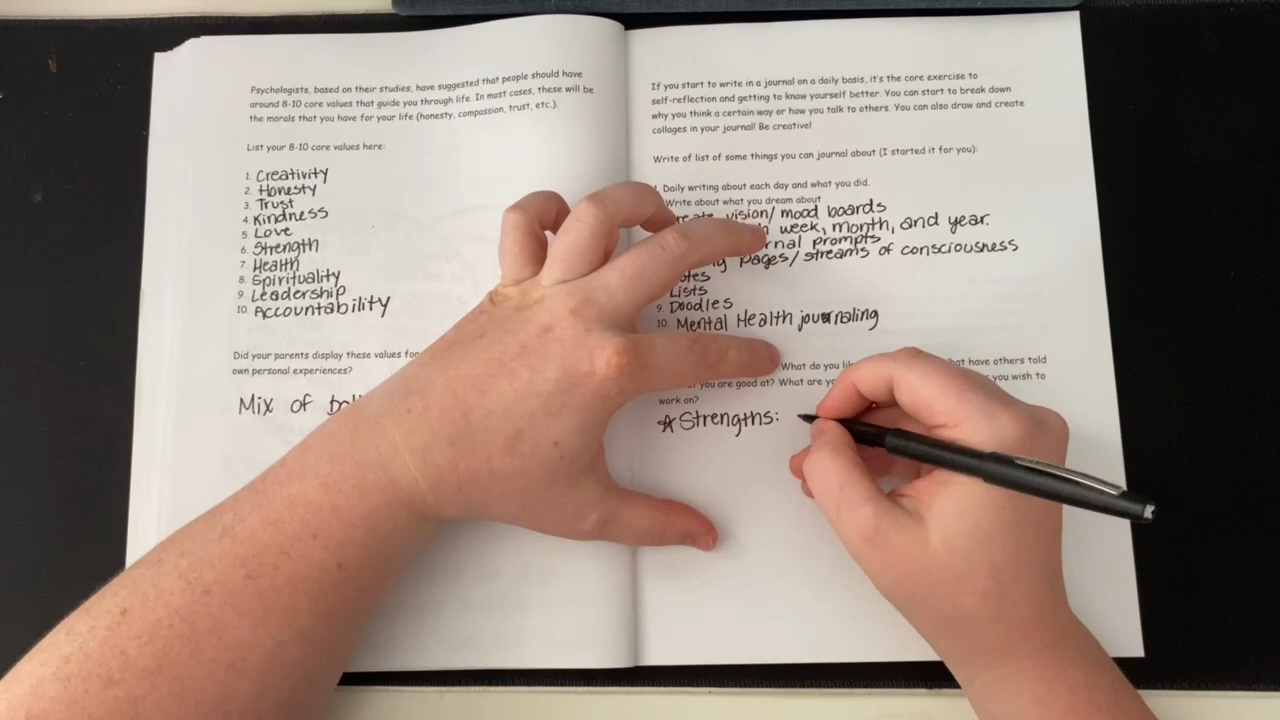 Psychologists, based on their studies, have suggested that people should have
around 8-10 core values that guide you through life. In most cases, these will be
the morals that you have for your life (honesty, compassion, trust, etc.).
List your 8-10 core values here:
1. Creativity
2. Honesty
3. Trust
4. Kindness
5. Love
6. Strength
7. Health
8. Spirituality
9. Leadership
10. Accountability
Did your parents display these values for
own personal experiences?
Mix of
If you start to write in a journal on a daily basis, it's the core exercise to
self-reflection and getting to know yourself better. You can start to break down
why you think a certain way or how you talk to others. You can also draw and create
collages in your journal! Be creative!
Write of list of some things you can journal about (I started it for you):
Daily writing about each day and what you did.
Write about what you dream about
vision/ mood boards
week, month, and year.
prompts
pages/streams of consciousness
Lists
9. Doodles
10. Mental Health journaling
What do you have others told
you are good at? What are you wish to
work on?
☆Strengths: